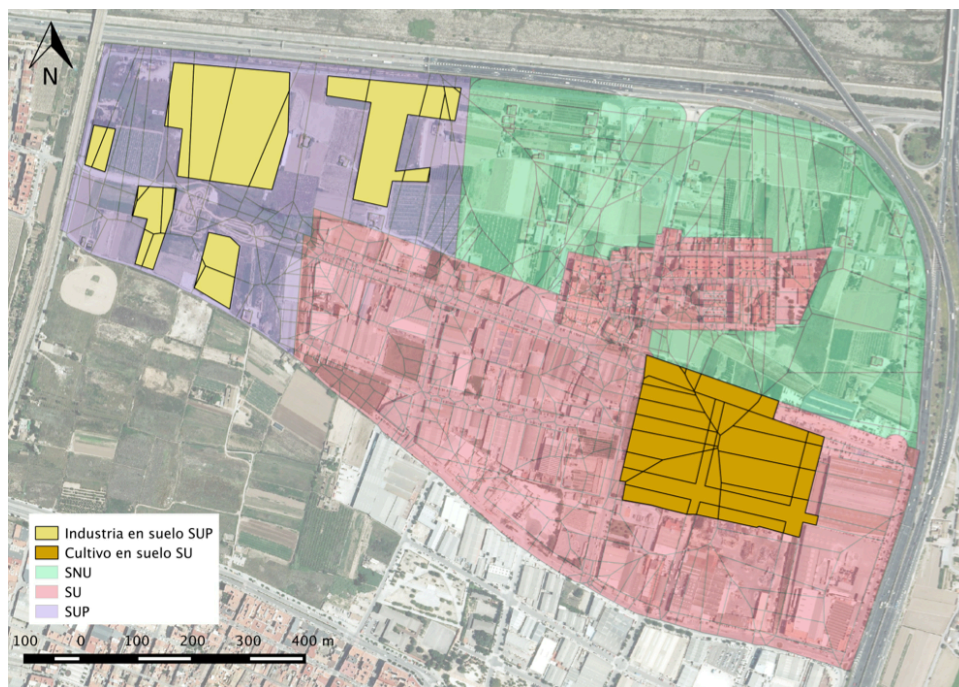 N
Industria en suelo SUP
Cultivo en suelo SU
SNU
SU
SUP
100 0 100 200 300 400 m